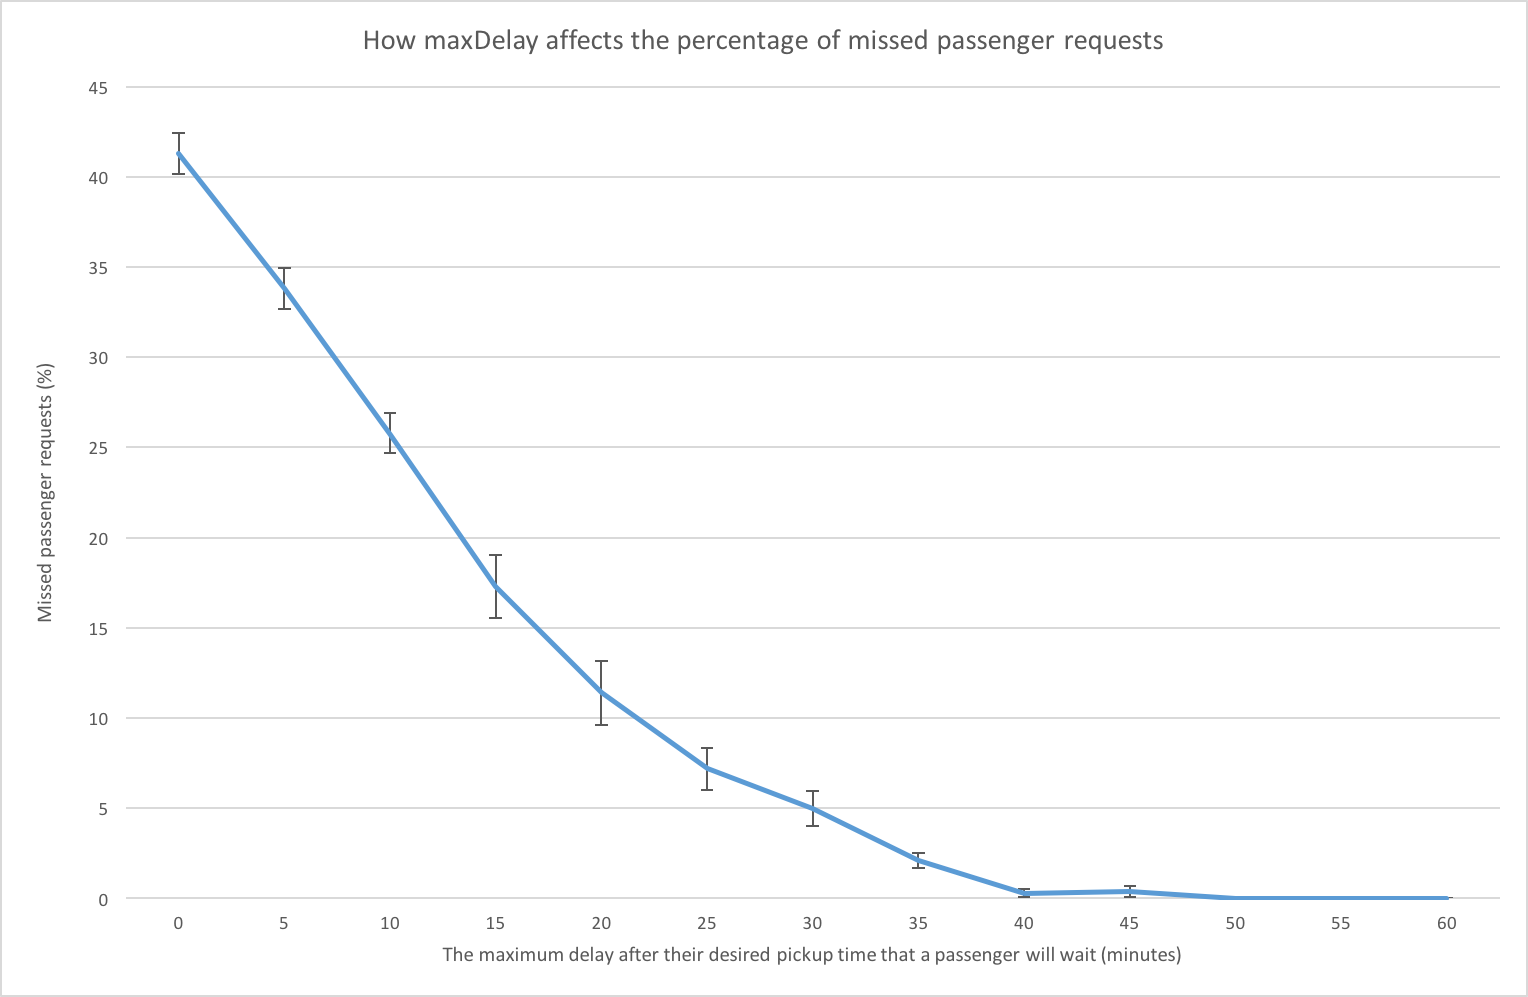 How maxDelay affects the percentage of missed passenger requests
45
40
35
30
25
20
15
10
5
0
Missed passenger requests (%)
0 5 10 15 20 25 30 35 40 45 50 55 60
The maximum delay after their desired pickup time that a passenger will wait (minutes)